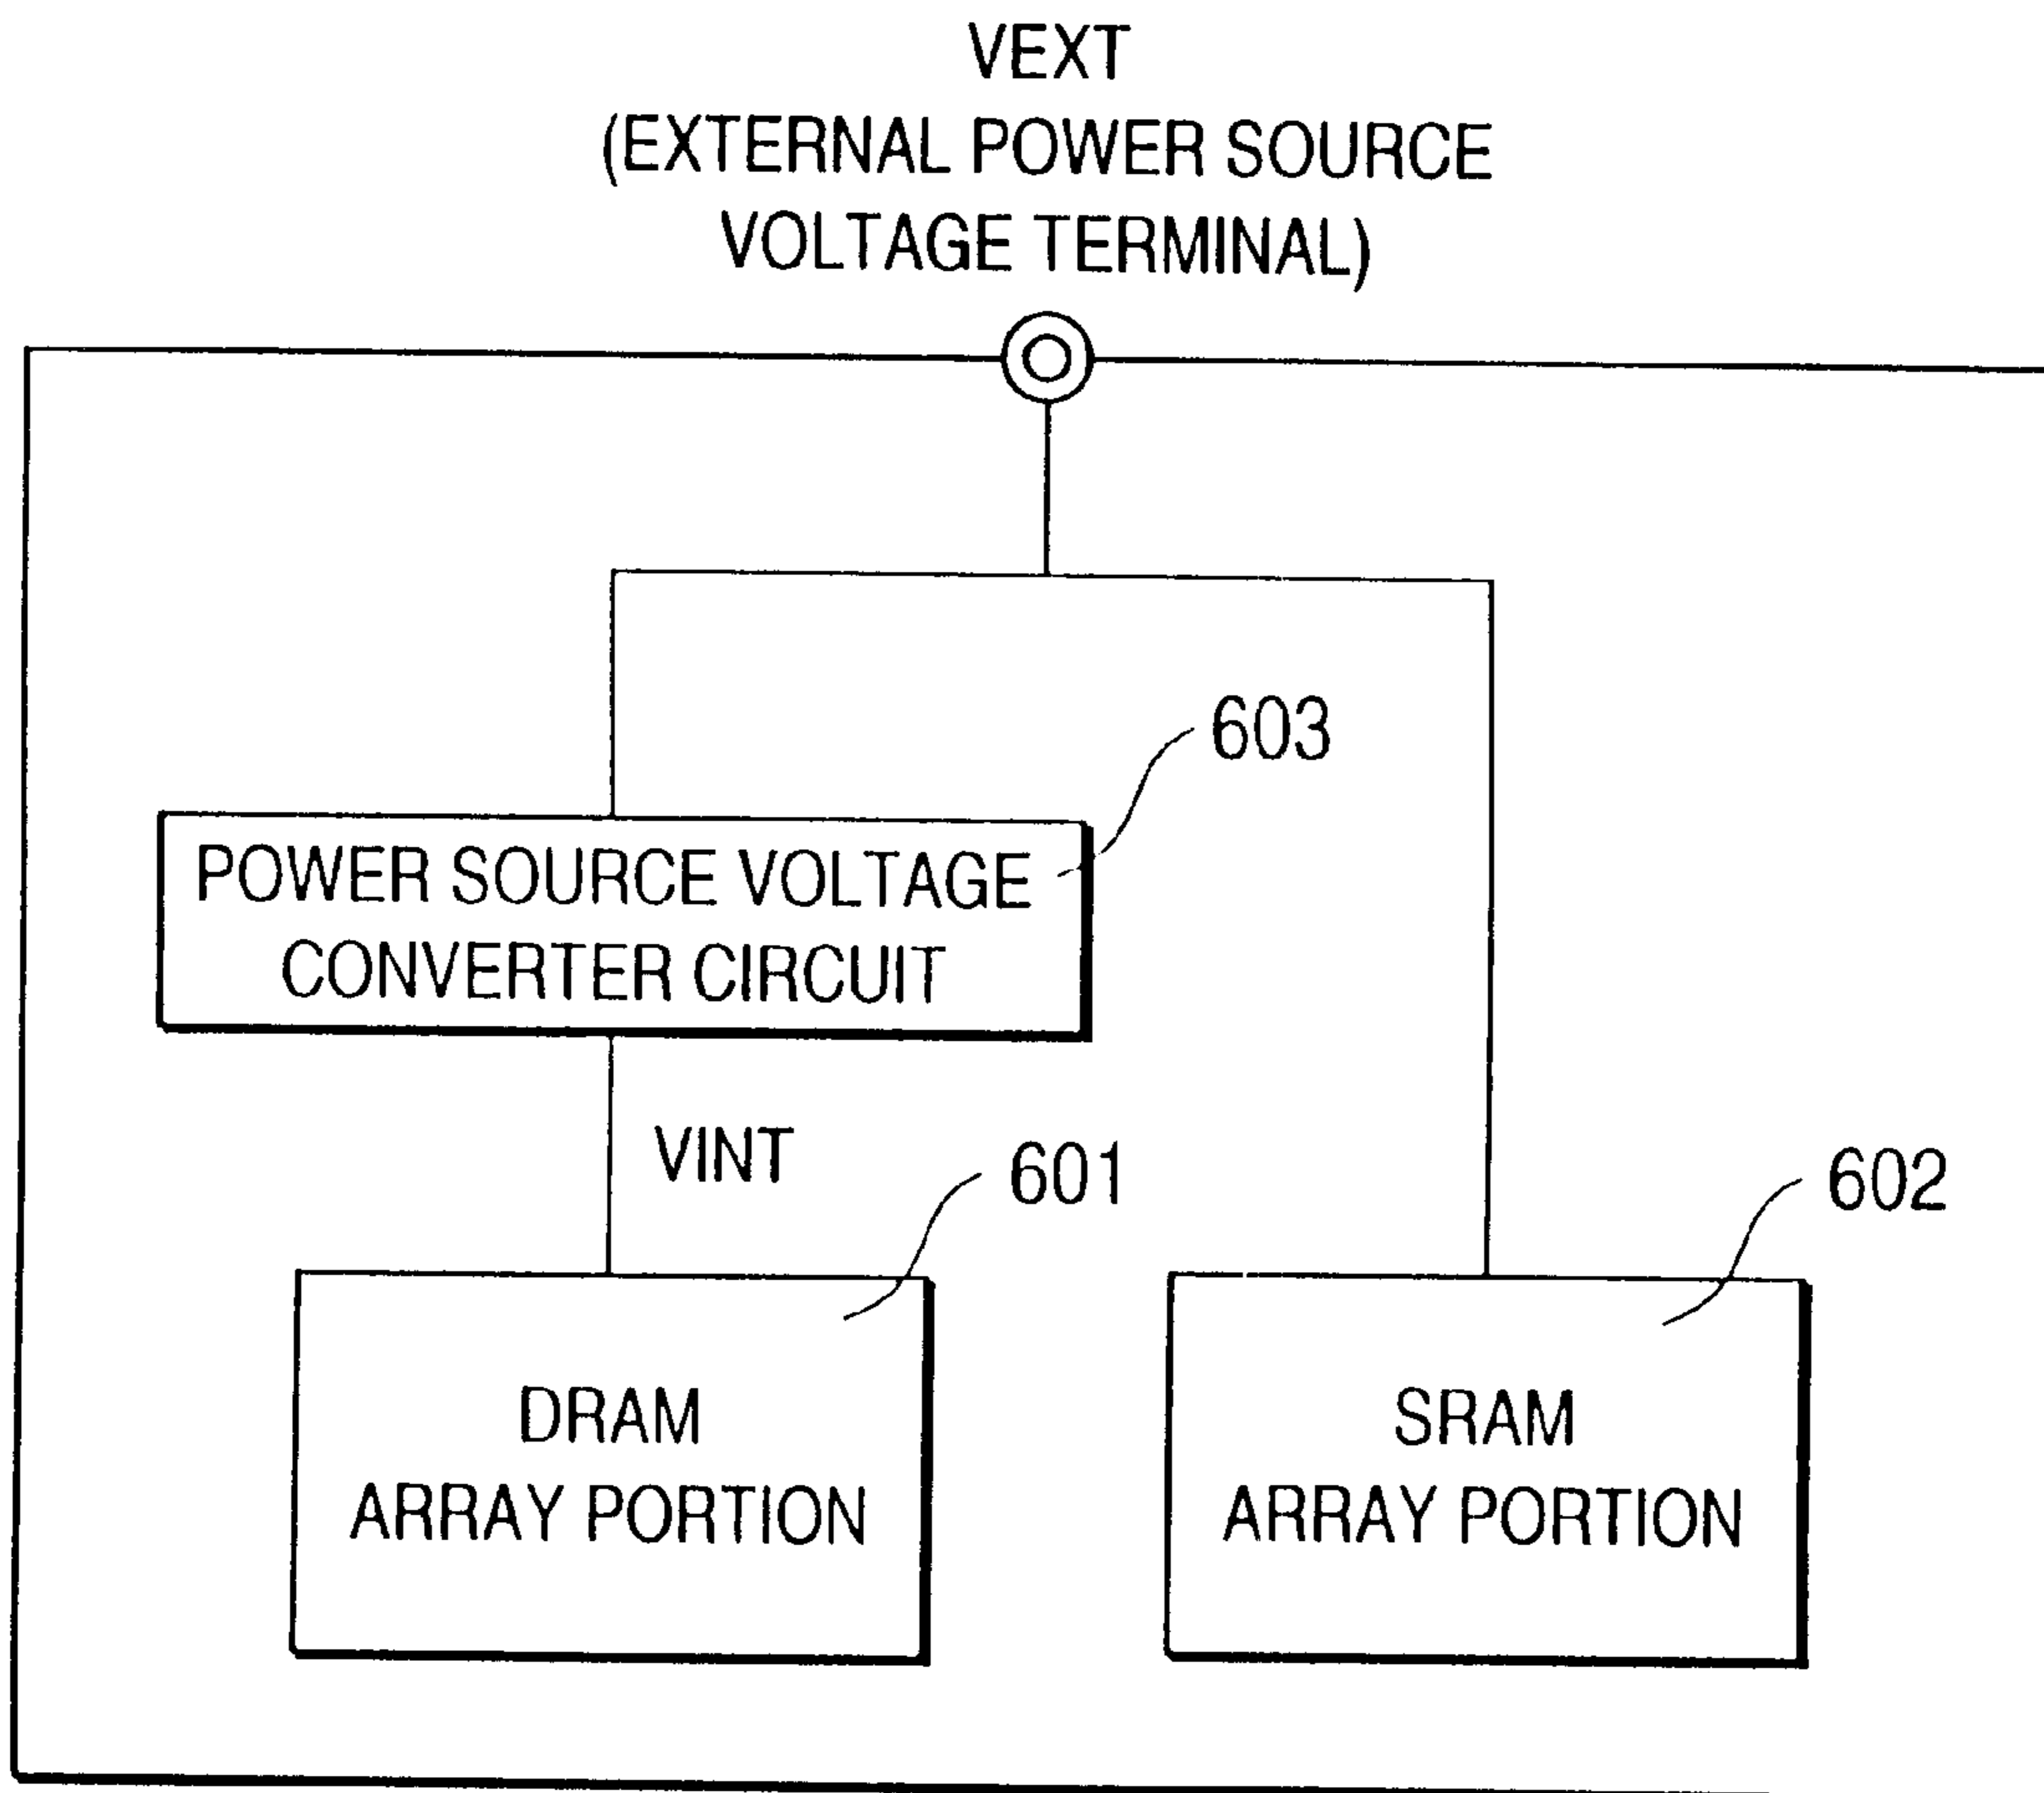 VEXT
(EXTERNAL POWER SOURCE
VOLTAGE TERMINAL)
603
POWER SOURCE VOLTAGE
CONVERTER CIRCUIT
VINT
601
602
DRAM
ARRAY PORTION
SRAM
ARRAY PORTION